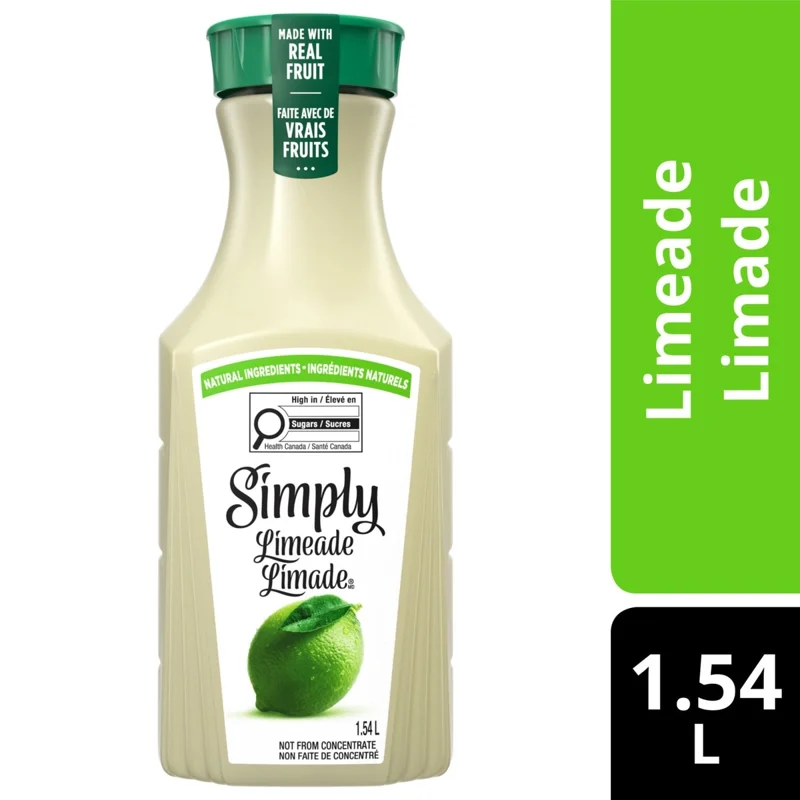 MADE WITH
REAL
FRUIT
FAITE AVEC DE
VRAIS
FRUITS
NATURAL INGREDIENTS • INGRÉDIENTS NATURELS
High in / Élevé en
Sugars / Sucres
Health Canada / Santé Canada
Simply
Limeade
Limade®
MD
1.54 L
NOT FROM CONCENTRATE
NON FAITE DE CONCENTRÉ
Limeade
Limade
1.54
L